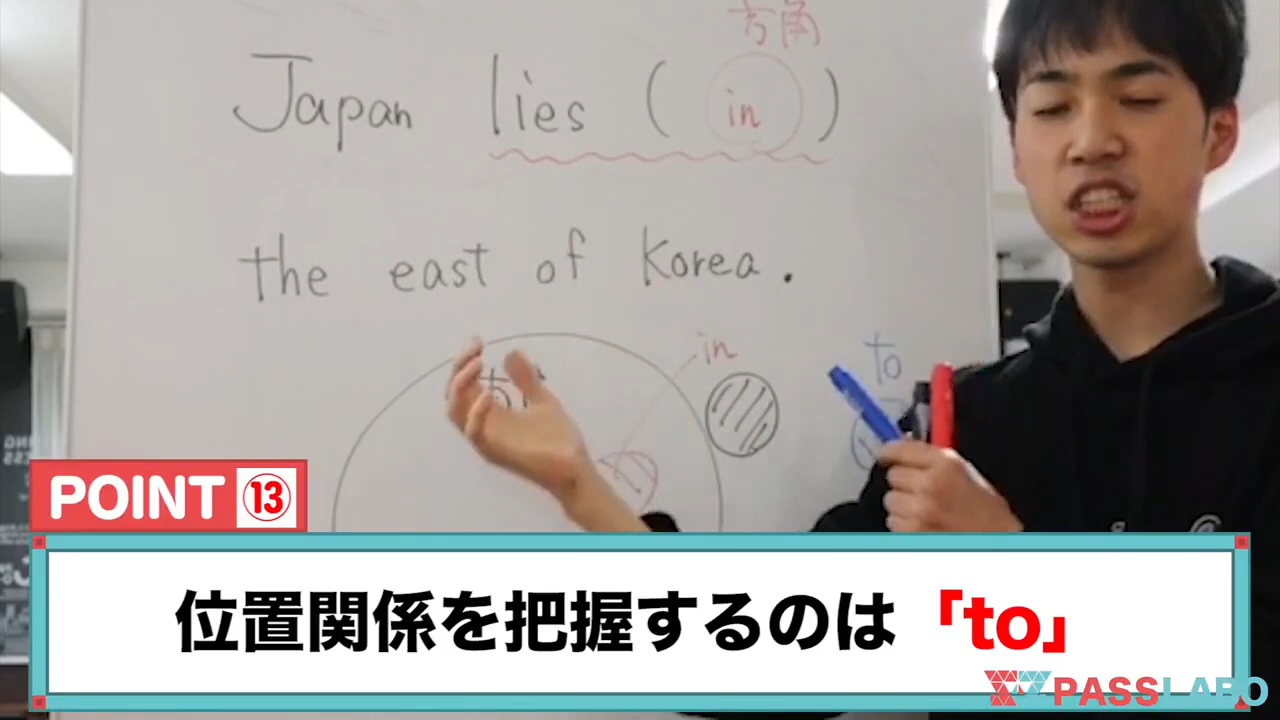 方角
Japan lies ( in )
the east of Korea.
in
to
POINT ⑬
位置関係を把握するのは「to」
PASSLABO